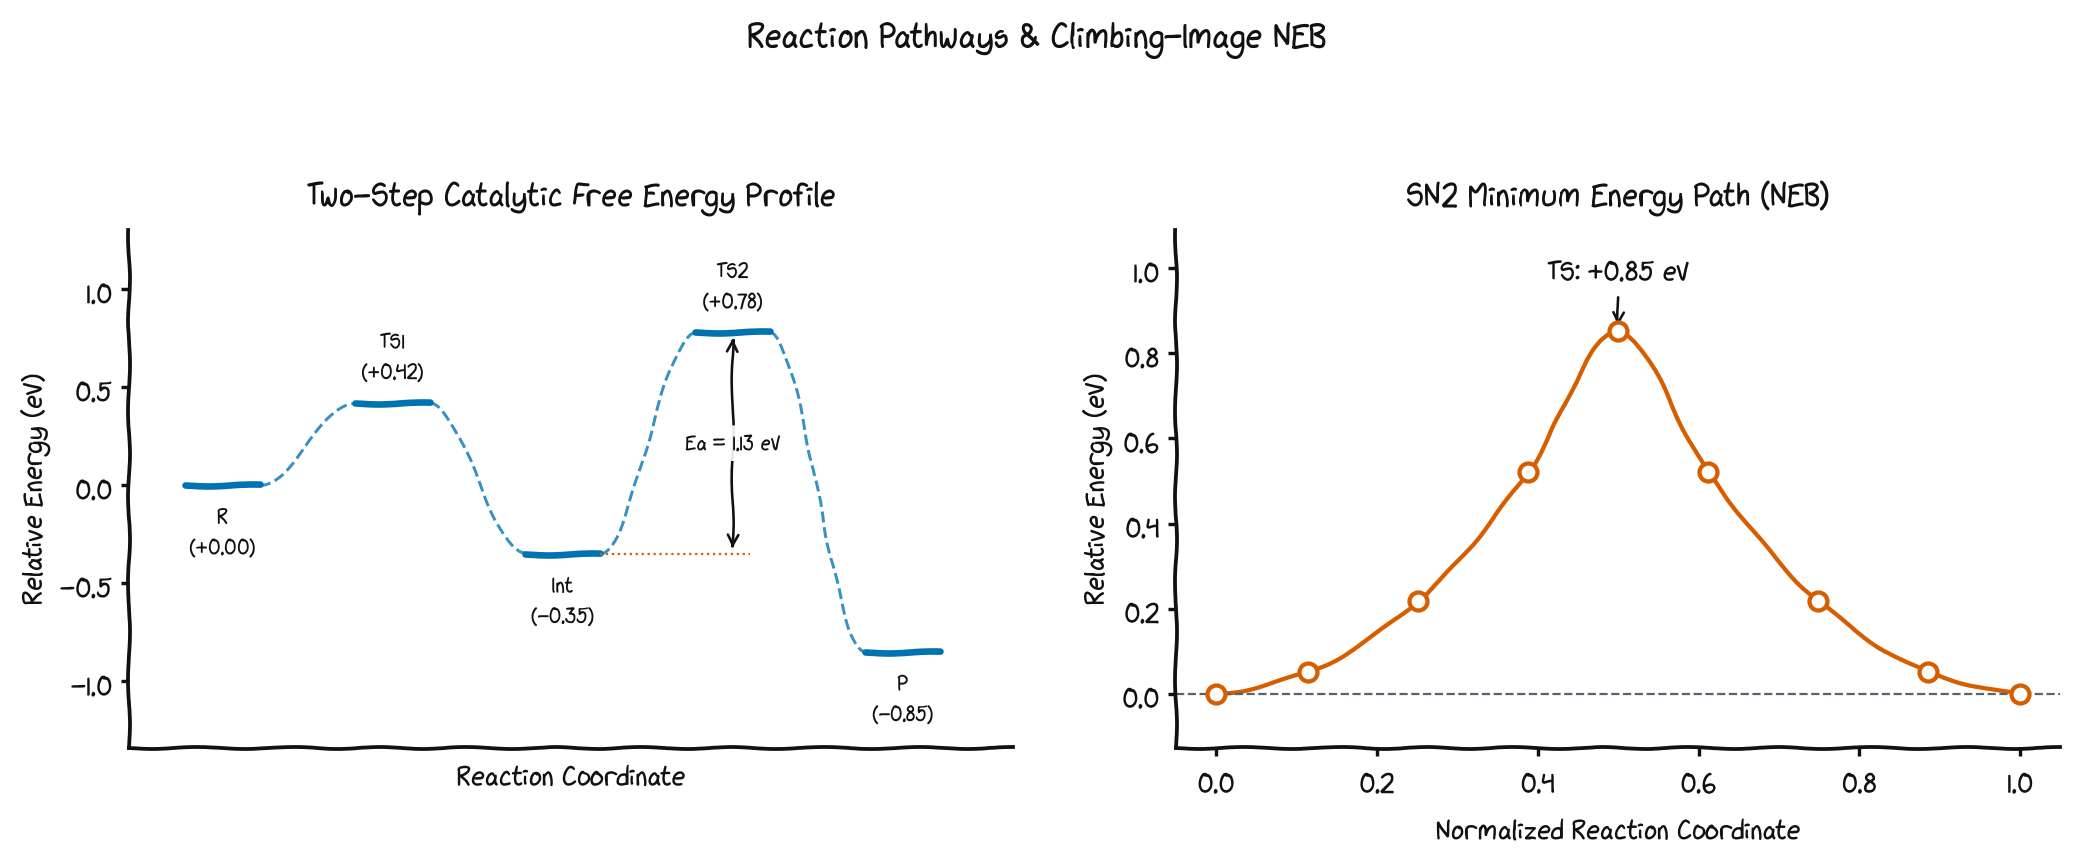 Reaction Pathways & Climbing-Image NEB
Two-Step Catalytic Free Energy Profile
Relative Energy (eV)
1.0
0.5
0.0
−0.5
−1.0
R
(+0.00)
TS1
(+0.42)
Int
(−0.35)
TS2
(+0.78)
Ea = 1.13 eV
P
(−0.85)
Reaction Coordinate
SN2 Minimum Energy Path (NEB)
Relative Energy (eV)
1.0
0.8
0.6
0.4
0.2
0.0
TS: +0.85 eV
0.0 0.2 0.4 0.6 0.8 1.0
Normalized Reaction Coordinate